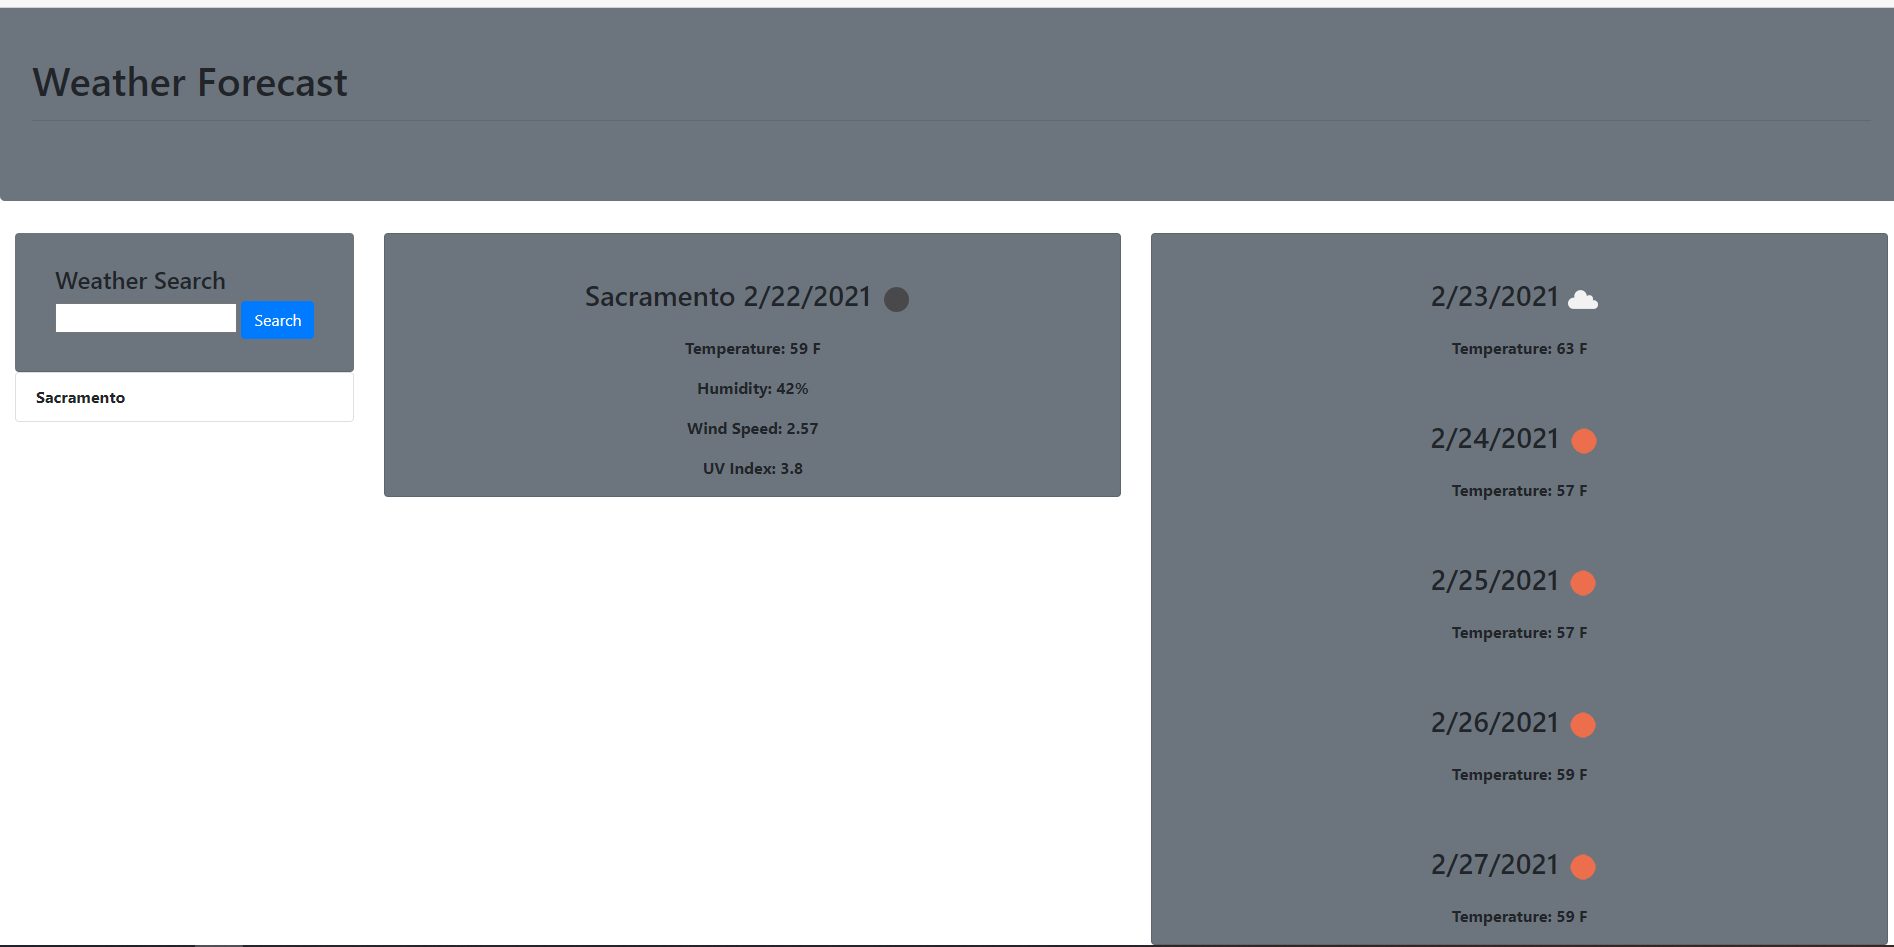 Weather Forecast
Weather Search
Search
Sacramento
Sacramento 2/22/2021
Temperature: 59 F
Humidity: 42%
Wind Speed: 2.57
UV Index: 3.8
2/23/2021
Temperature: 63 F
2/24/2021
Temperature: 57 F
2/25/2021
Temperature: 57 F
2/26/2021
Temperature: 59 F
2/27/2021
Temperature: 59 F